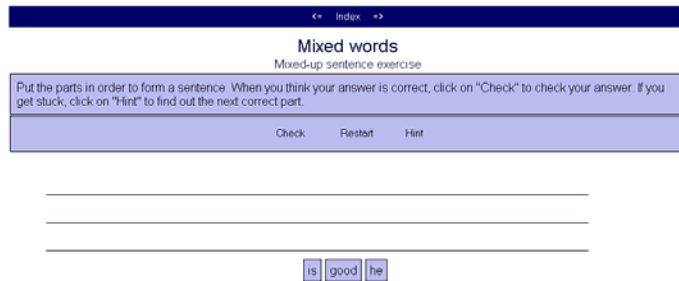 <= Index =>
Mixed words
Mixed-up sentence exercise
Put the parts in order to form a sentence. When you think your answer is correct, click on "Check" to check your answer. If you
get stuck, click on "Hint" to find out the next correct part.
Check Restart Hint
is good he